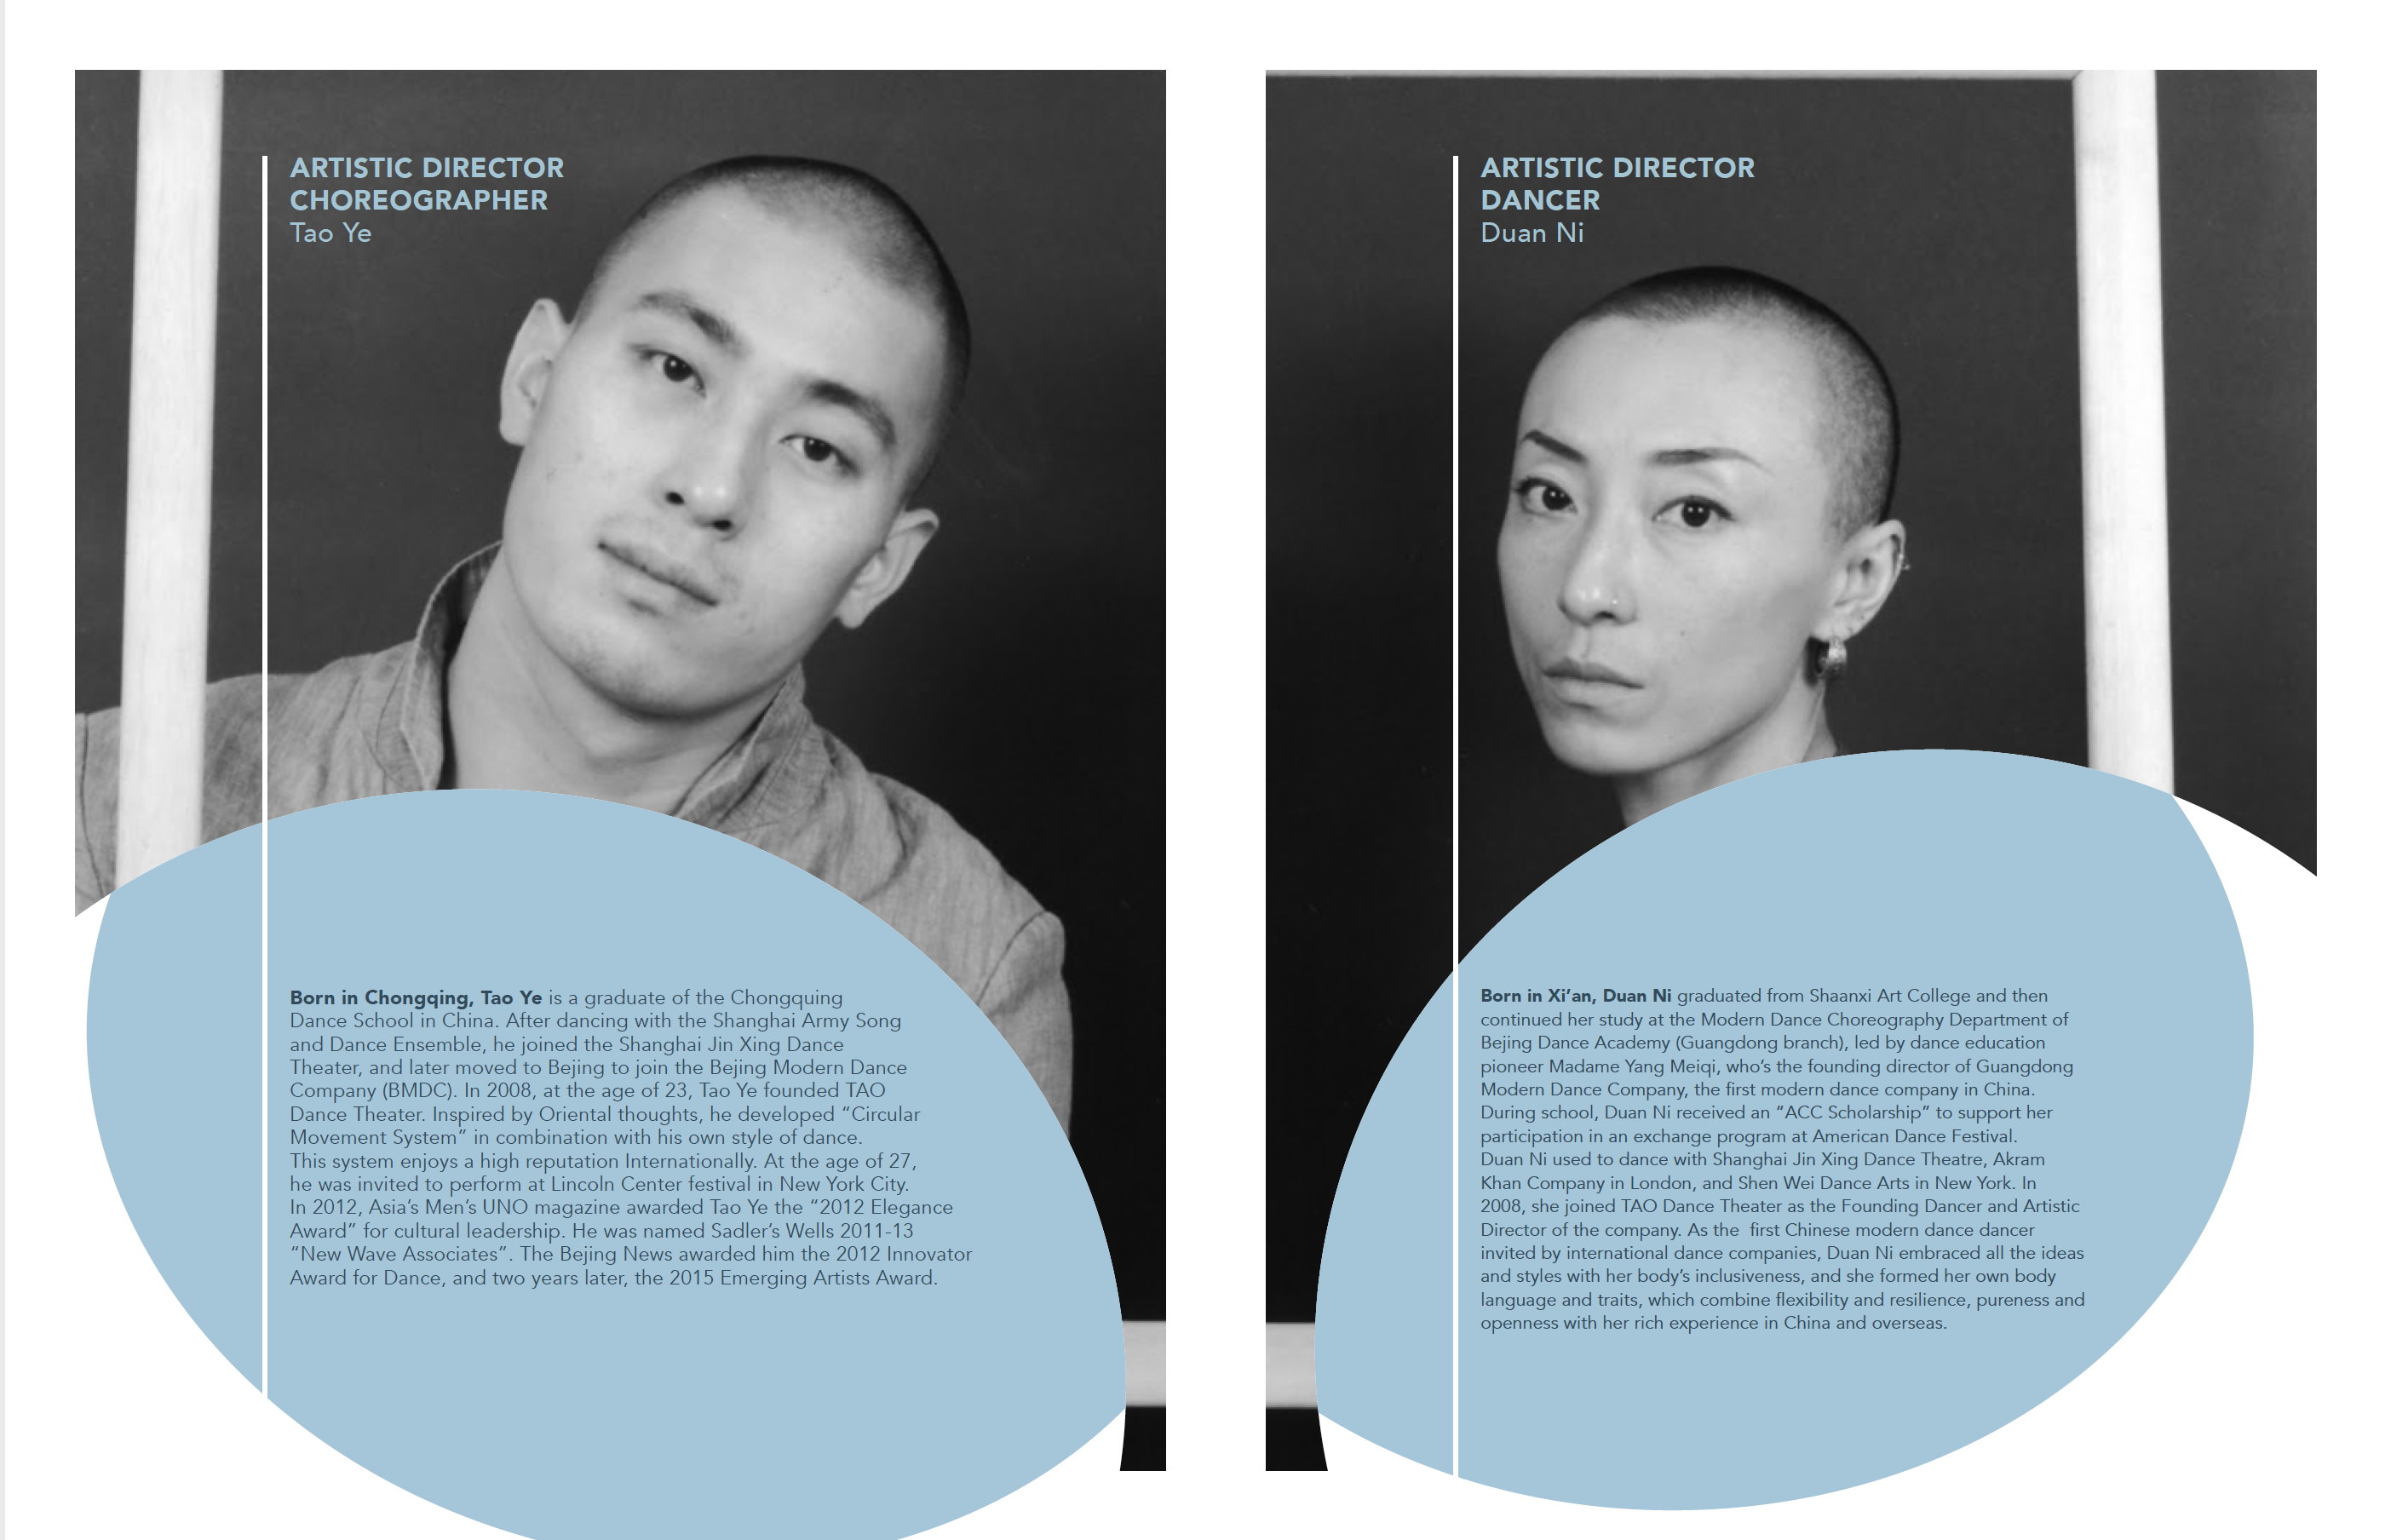 ARTISTIC DIRECTOR
CHOREOGRAPHER
Tao Ye
Born in Chongqing, Tao Ye is a graduate of the Chongquing
Dance School in China. After dancing with the Shanghai Army Song
and Dance Ensemble, he joined the Shanghai Jin Xing Dance
Theater, and later moved to Bejing to join the Bejing Modern Dance
Company (BMDC). In 2008, at the age of 23, Tao Ye founded TAO
Dance Theater. Inspired by Oriental thoughts, he developed “Circular
Movement System” in combination with his own style of dance.
This system enjoys a high reputation Internationally. At the age of 27,
he was invited to perform at Lincoln Center festival in New York City.
In 2012, Asia’s Men’s UNO magazine awarded Tao Ye the “2012 Elegance
Award” for cultural leadership. He was named Sadler’s Wells 2011-13
“New Wave Associates”. The Bejing News awarded him the 2012 Innovator
Award for Dance, and two years later, the 2015 Emerging Artists Award.
ARTISTIC DIRECTOR
DANCER
Duan Ni
Born in Xi’an, Duan Ni graduated from Shaanxi Art College and then
continued her study at the Modern Dance Choreography Department of
Bejing Dance Academy (Guangdong branch), led by dance education
pioneer Madame Yang Meiqi, who’s the founding director of Guangdong
Modern Dance Company, the first modern dance company in China.
During school, Duan Ni received an “ACC Scholarship” to support her
participation in an exchange program at American Dance Festival.
Duan Ni used to dance with Shanghai Jin Xing Dance Theatre, Akram
Khan Company in London, and Shen Wei Dance Arts in New York. In
2008, she joined TAO Dance Theater as the Founding Dancer and Artistic
Director of the company. As the  first Chinese modern dance dancer
invited by international dance companies, Duan Ni embraced all the ideas
and styles with her body’s inclusiveness, and she formed her own body
language and traits, which combine flexibility and resilience, pureness and
openness with her rich experience in China and overseas.